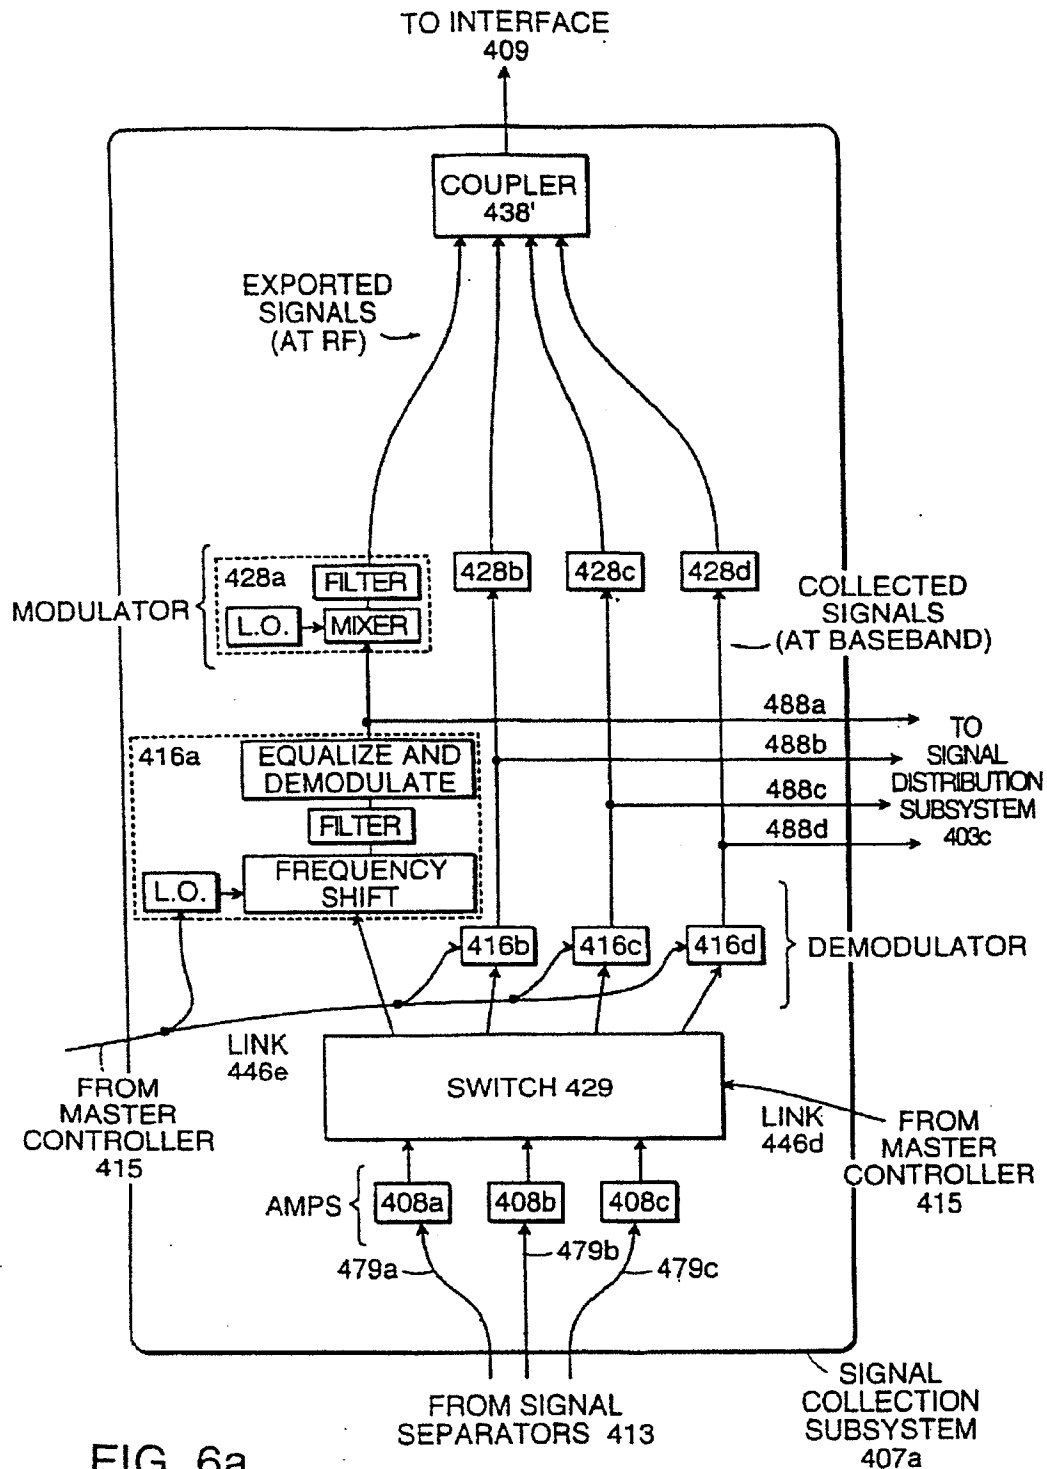 TO INTERFACE
409
COUPLER
438'
EXPORTED
SIGNALS
(AT RF)
428a
FILTER
L.O.
MIXER
MODULATOR
428b
428c
428d
COLLECTED
SIGNALS
(AT BASEBAND)
488a
488b
488c
488d
TO
SIGNAL
DISTRIBUTION
SUBSYSTEM
403c
416a
EQUALIZE AND
DEMODULATE
FILTER
FREQUENCY
SHIFT
L.O.
416b
416c
416d
DEMODULATOR
LINK
446e
FROM
MASTER
CONTROLLER
415
SWITCH 429
LINK
446d
FROM
MASTER
CONTROLLER
415
AMPS
408a
408b
408c
479a
479b
479c
FROM SIGNAL
SEPARATORS 413
SIGNAL
COLLECTION
SUBSYSTEM
407a
FIG. 6a